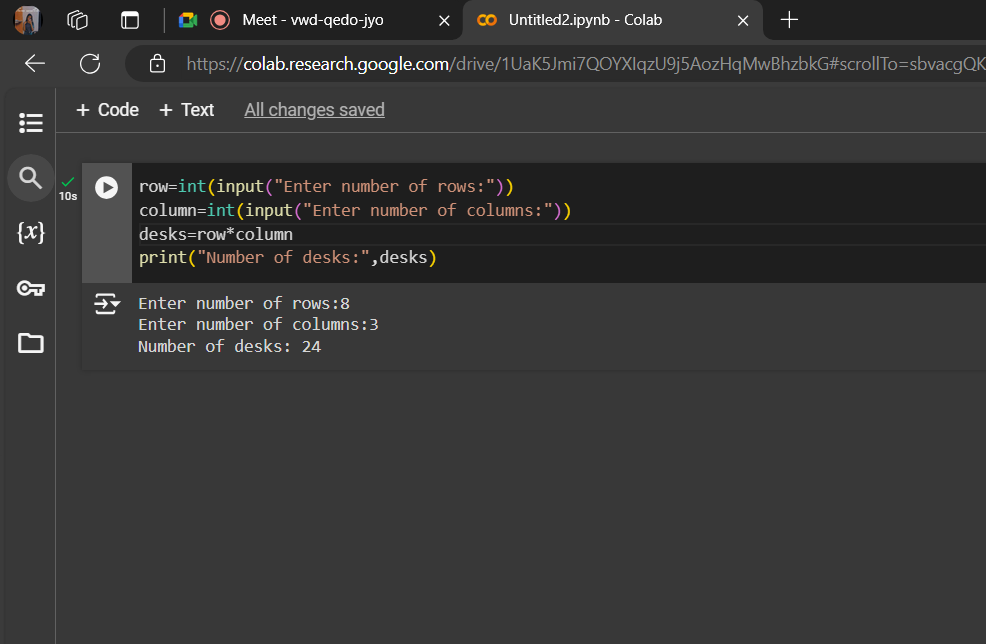 Meet - vwd-qedo-jyo
Untitled2.ipynb - Colab
https://colab.research.google.com/drive/1UaK5Jmi7QOYXIqzU9j5AozHqMwBhzbkG#scrollTo=sbvacgQK
+ Code + Text All changes saved
10s
row=int(input("Enter number of rows:"))
column=int(input("Enter number of columns:"))
desks=row*column
print("Number of desks:",desks)
{x}
Enter number of rows:8
Enter number of columns:3
Number of desks: 24